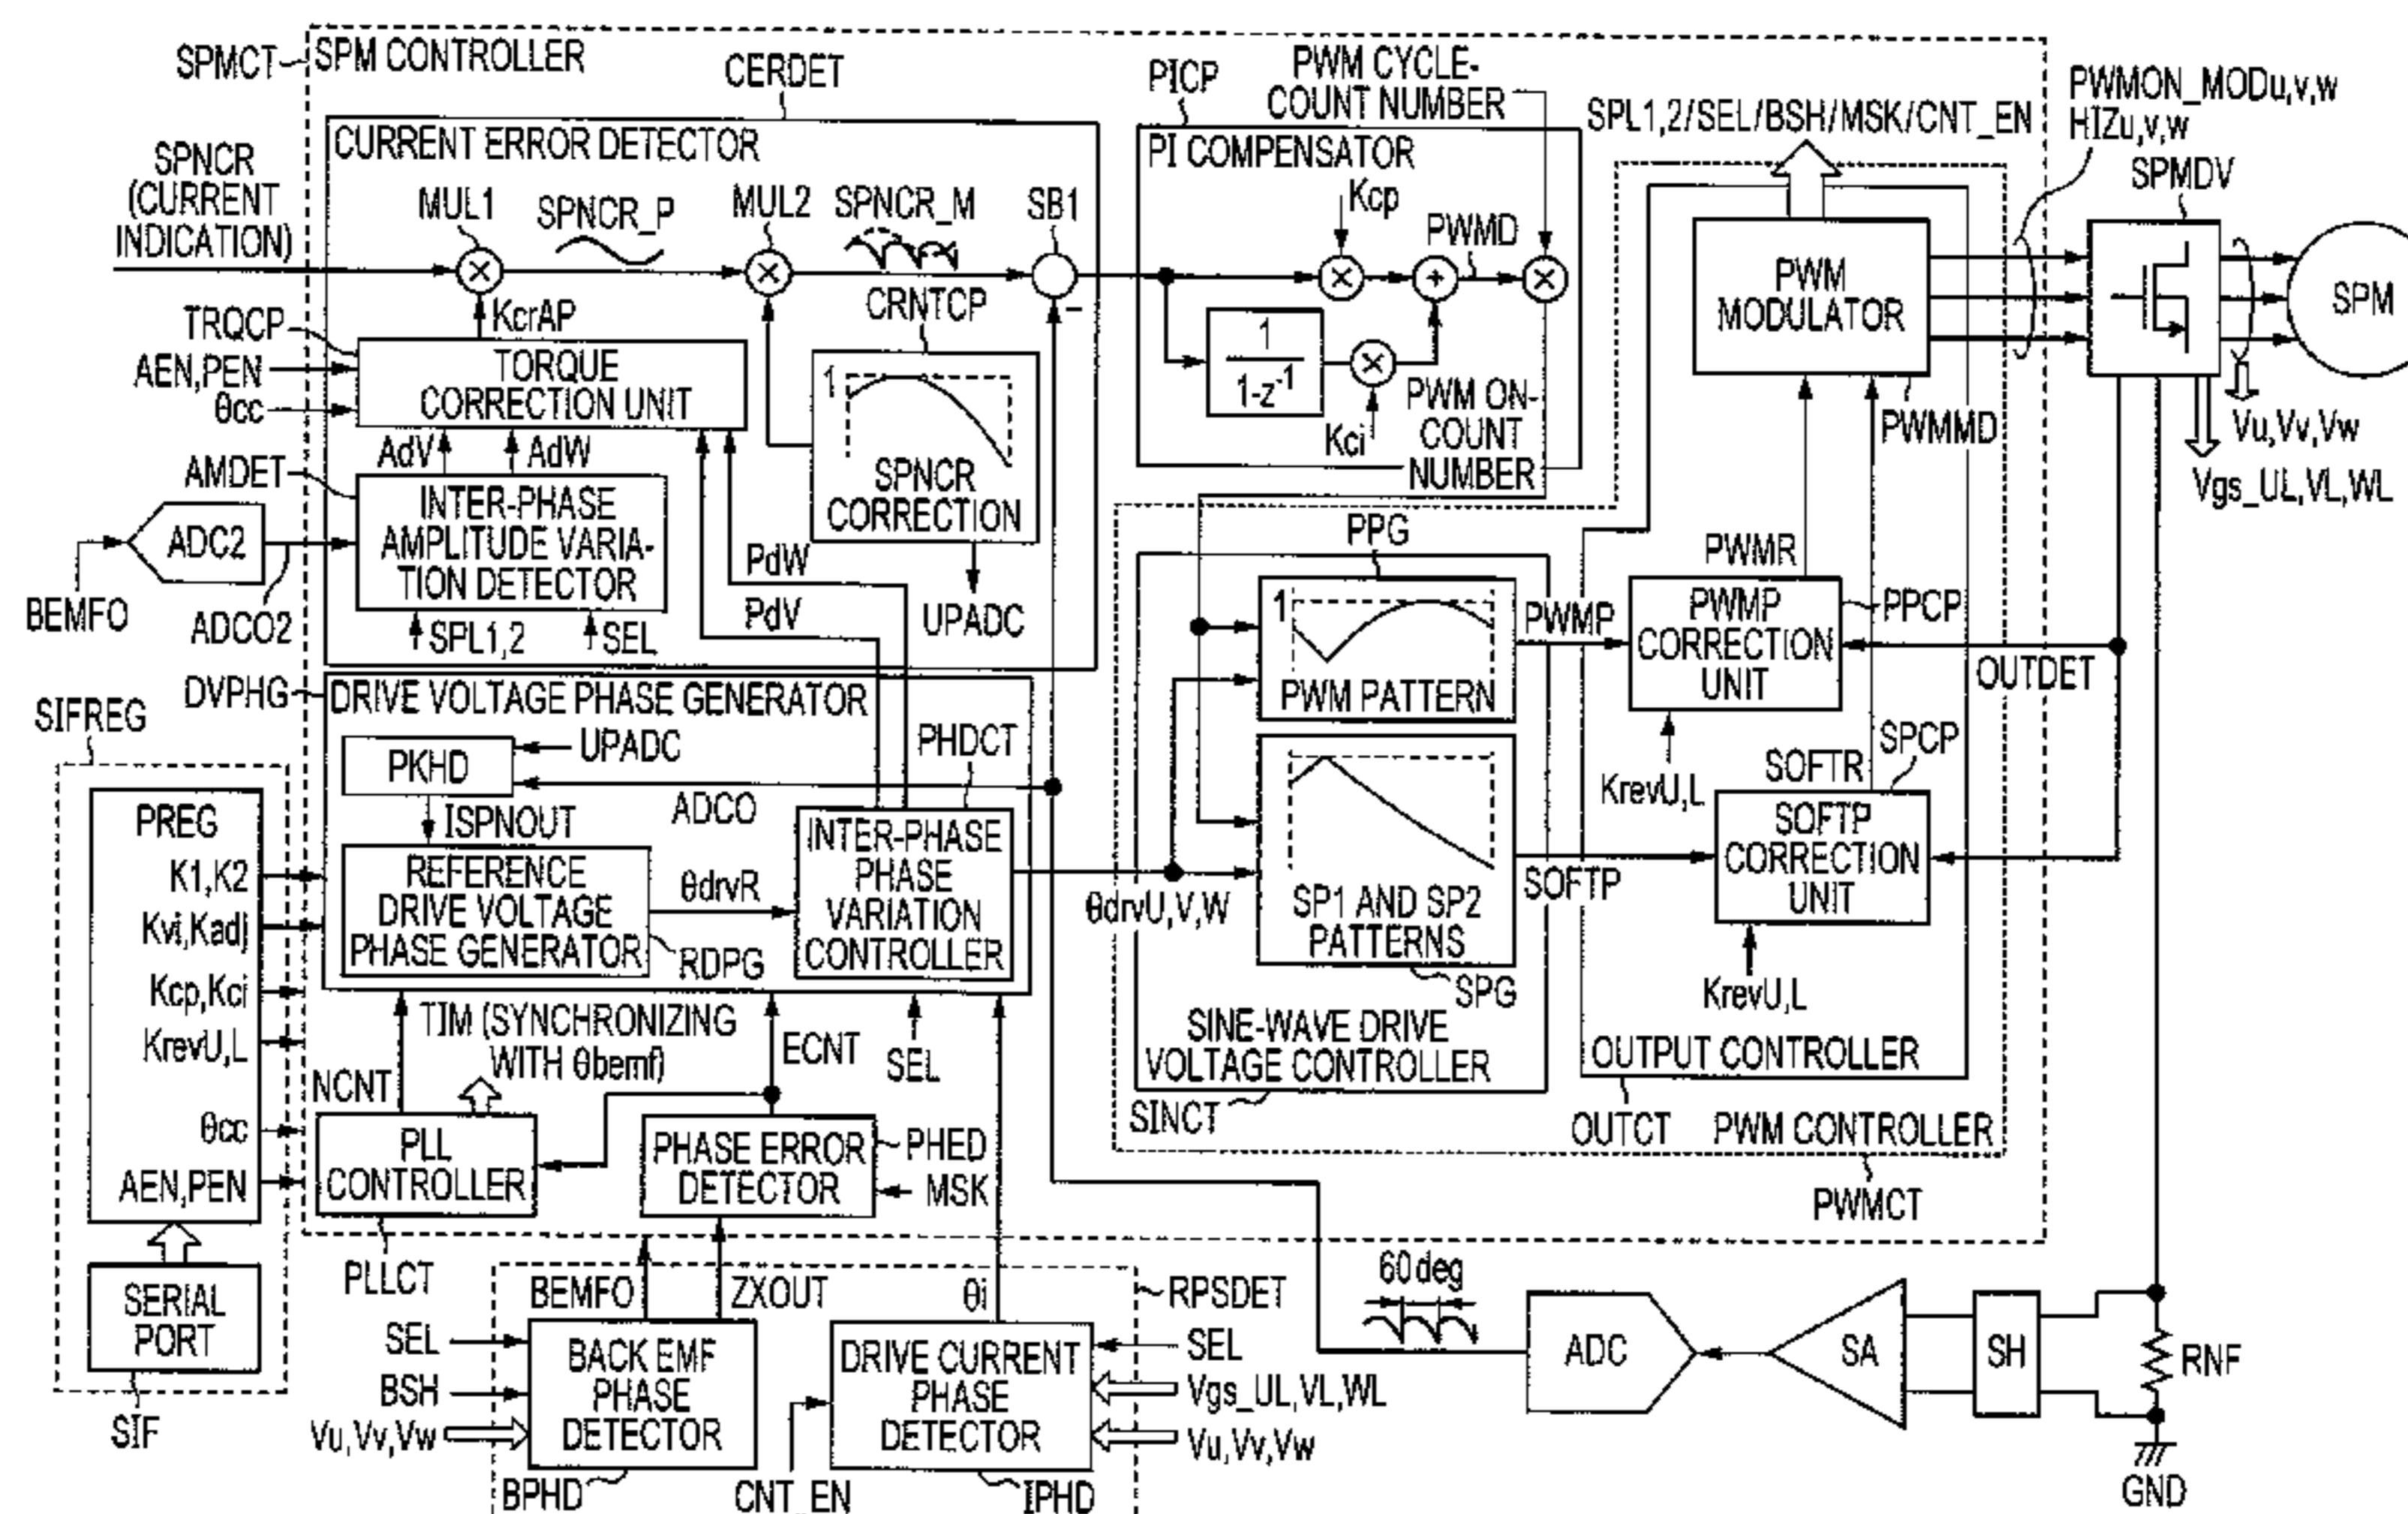 SPMCT
SPM CONTROLLER
CERDET
CURRENT ERROR DETECTOR
SPNCR
(CURRENT
INDICATION)
MUL1
SPNCR_P
MUL2
SPNCR_M
SB1
−
KcrAP
TRQCP
AEN,PEN
θcc
TORQUE
CORRECTION UNIT
CRNTCP
1
SPNCR
CORRECTION
UPADC
AdV
AdW
AMDET
INTER-PHASE
AMPLITUDE VARIA-
TION DETECTOR
ADC2
BEMFO
ADCO2
SPL1,2
SEL
PdW
PdV
PICP
PWM CYCLE-
COUNT NUMBER
PI COMPENSATOR
Kcp
PWMD
1
1-z-1
Kci
PWM ON-
COUNT
NUMBER
SPL1,2/SEL/BSH/MSK/CNT_EN
PWM
MODULATOR
PWMMD
PWMON_MODu,v,w
HIZu,v,w
SPMDV
SPM
Vu,Vv,Vw
Vgs_UL,VL,WL
DVPHG
DRIVE VOLTAGE PHASE GENERATOR
PKHD
UPADC
PHDCT
ISPNOUT
ADCO
REFERENCE
DRIVE VOLTAGE
PHASE GENERATOR
RDPG
θdrvR
INTER-PHASE
PHASE
VARIATION
CONTROLLER
θdrvU,V,W
PPG
1
PWM PATTERN
PWMP
SP1 AND SP2
PATTERNS
SPG
SOFTP
SINE-WAVE DRIVE
VOLTAGE CONTROLLER
SINCT
PWMR
PWMP
CORRECTION
UNIT
PPCP
OUTDET
KrevU,L
SOFTR
SPCP
SOFTP
CORRECTION
UNIT
KrevU,L
OUTPUT CONTROLLER
OUTCT
PWM CONTROLLER
PWMCT
SIFREG
PREG
K1,K2
Kvi,Kadj
Kcp,Kci
KrevU,L
θcc
AEN,PEN
SERIAL
PORT
SIF
NCNT
TIM (SYNCHRONIZING
WITH θbemf)
ECNT
SEL
PLL
CONTROLLER
PLLCT
PHASE ERROR
DETECTOR
PHED
MSK
BEMFO
ZXOUT
θi
RPSDET
SEL
BSH
Vu,Vv,Vw
BACK EMF
PHASE
DETECTOR
BPHD
CNT_EN
DRIVE CURRENT
PHASE
DETECTOR
IPHD
SEL
Vgs_UL,VL,WL
Vu,Vv,Vw
60deg
ADC
SA
SH
RNF
GND